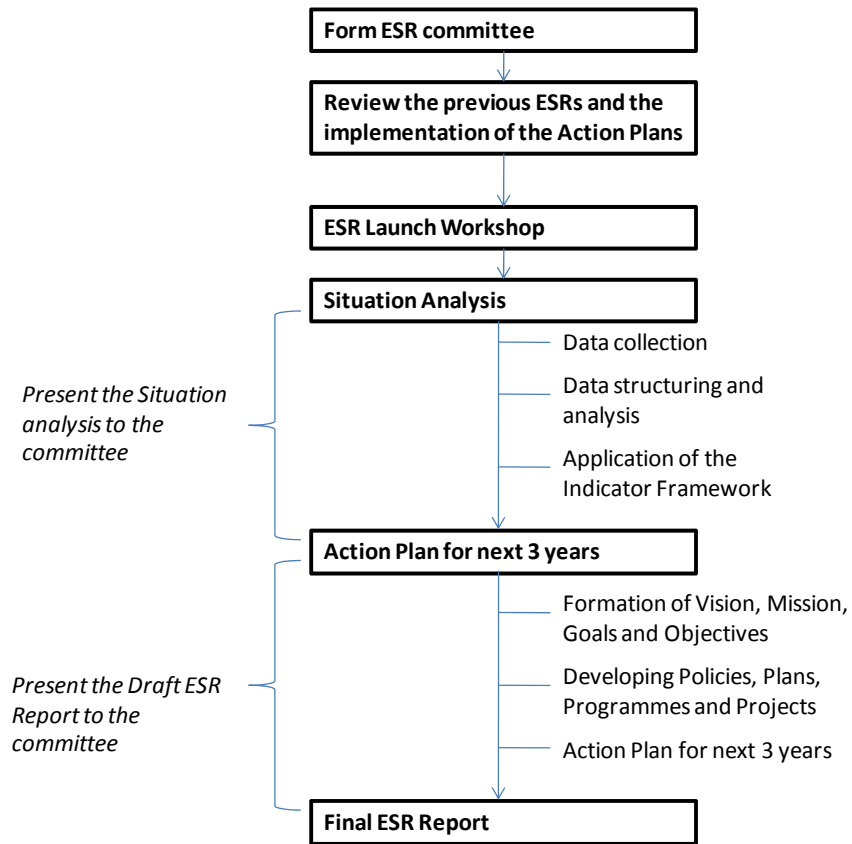 Form ESR committee
Review the previous ESRs and the
implementation of the Action Plans
ESR Launch Workshop
Situation Analysis
Data collection
Data structuring and
analysis
Application of the
Indicator Framework
Present the Situation
analysis to the
committee
Action Plan for next 3 years
Formation of Vision, Mission,
Goals and Objectives
Developing Policies, Plans,
Programmes and Projects
Action Plan for next 3 years
Present the Draft ESR
Report to the
committee
Final ESR Report